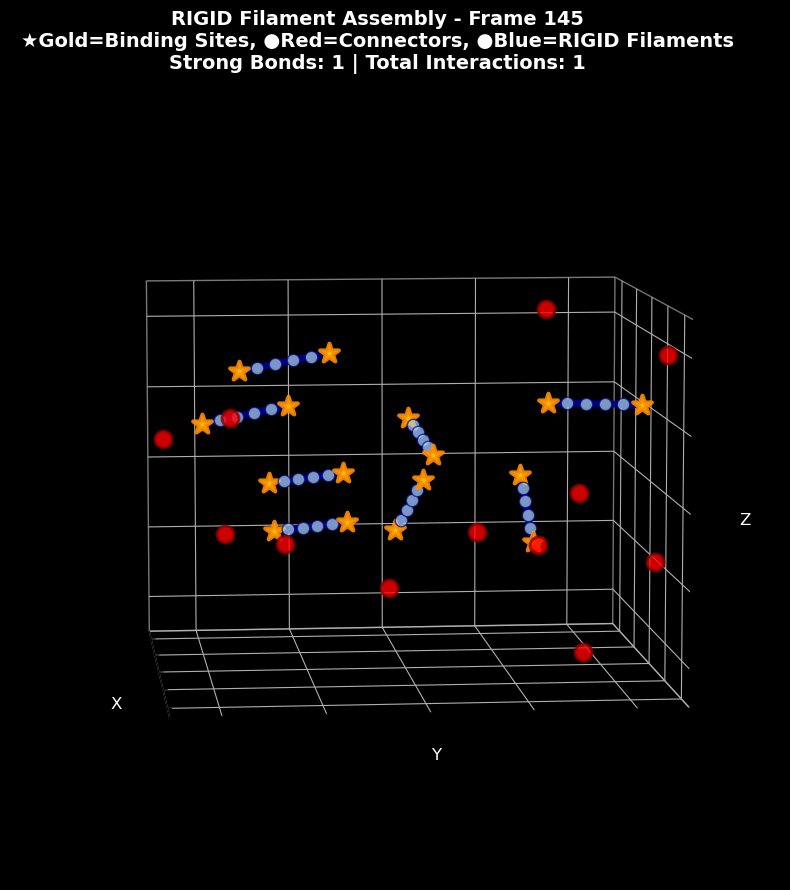 RIGID Filament Assembly - Frame 145
★Gold=Binding Sites, ●Red=Connectors, ●Blue=RIGID Filaments
Strong Bonds: 1 | Total Interactions: 1
Z
X
Y